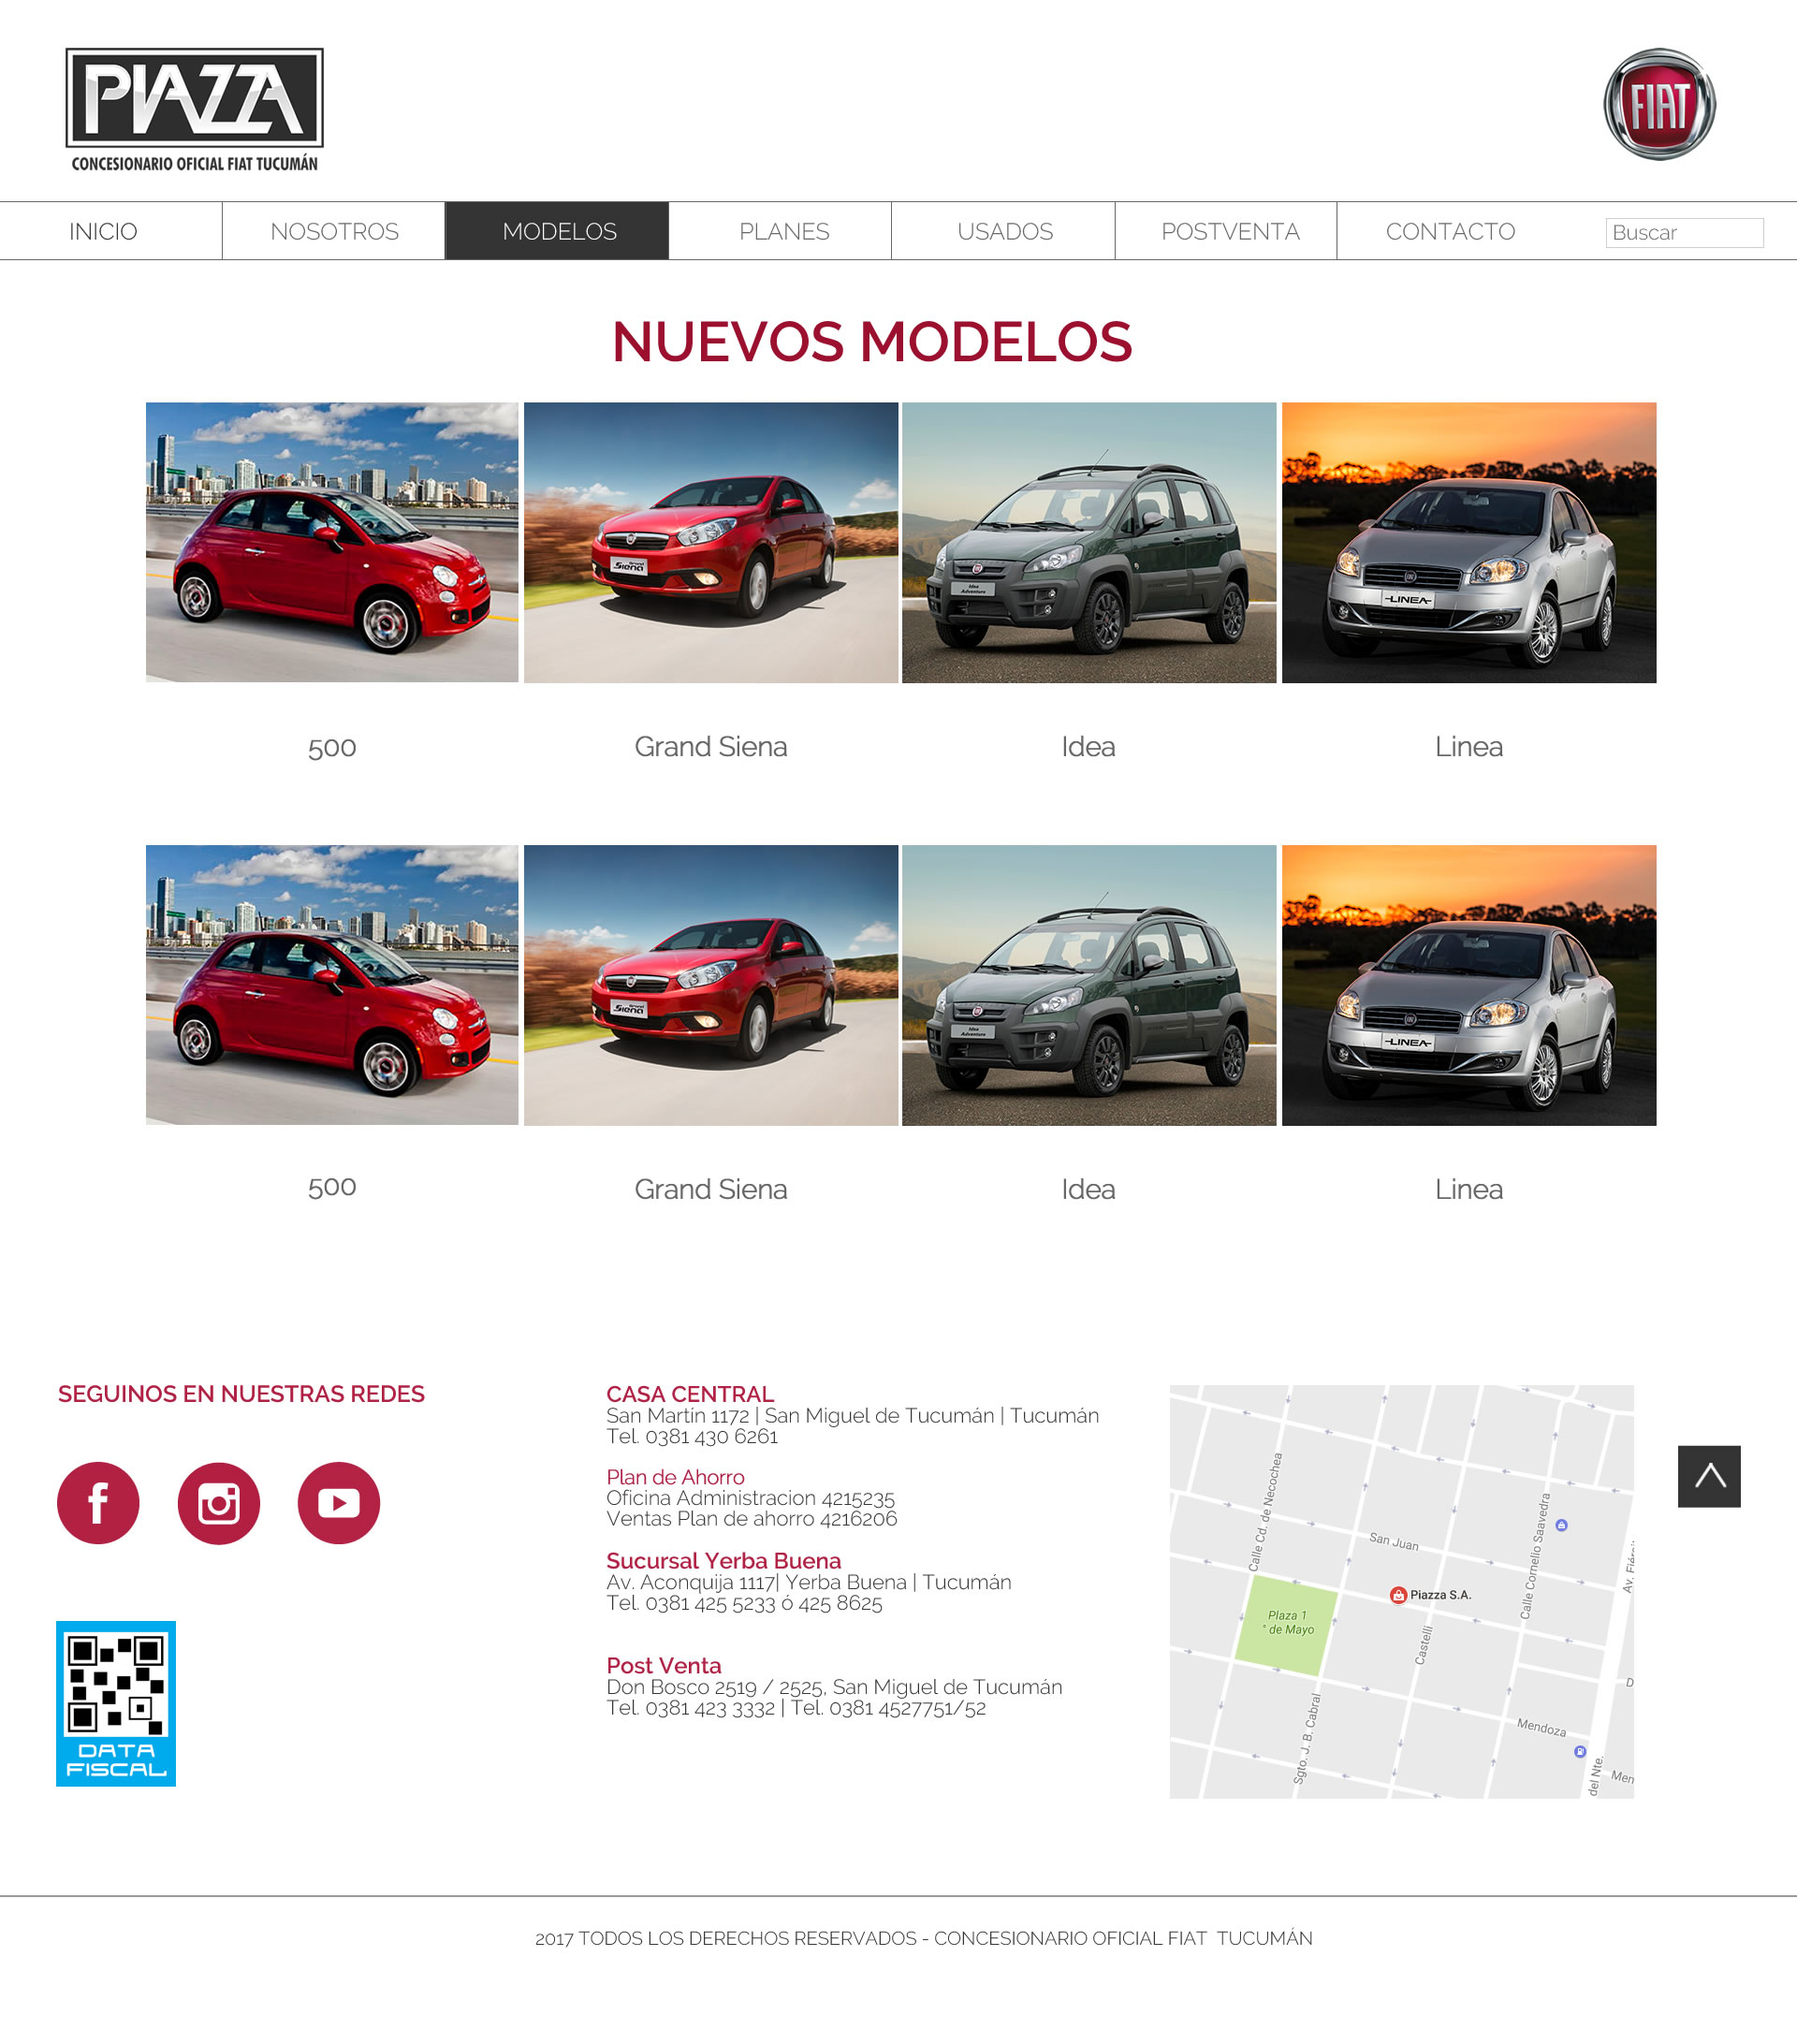 PIAZZA
CONCESIONARIO OFICIAL FIAT TUCUMÁN
FIAT
INICIO NOSOTROS MODELOS PLANES USADOS POSTVENTA CONTACTO Buscar
NUEVOS MODELOS
Grand Siena
Idea Adventure
LINEA
500 Grand Siena Idea Linea
Grand Siena
Idea Adventure
LINEA
500 Grand Siena Idea Linea
SEGUINOS EN NUESTRAS REDES
DATA
FISCAL
CASA CENTRAL
San Martin 1172 | San Miguel de Tucumán | Tucumán
Tel. 0381 430 6261
Plan de Ahorro
Oficina Administracion 4215235
Ventas Plan de ahorro 4216206
Sucursal Yerba Buena
Av. Aconquija 1117| Yerba Buena | Tucumán
Tel. 0381 425 5233 ó 425 8625
Post Venta
Don Bosco 2519 / 2525, San Miguel de Tucumán
Tel. 0381 423 3332 | Tel. 0381 4527751/52
Calle Cd. de Necochea
San Juan
Calle Cornelio Saavedra
Piazza S.A.
Plaza 1
° de Mayo
Castelli
Sgto. J. B. Cabral
Mendoza
del Nte.
Men
D
2017 TODOS LOS DERECHOS RESERVADOS - CONCESIONARIO OFICIAL FIAT  TUCUMÁN